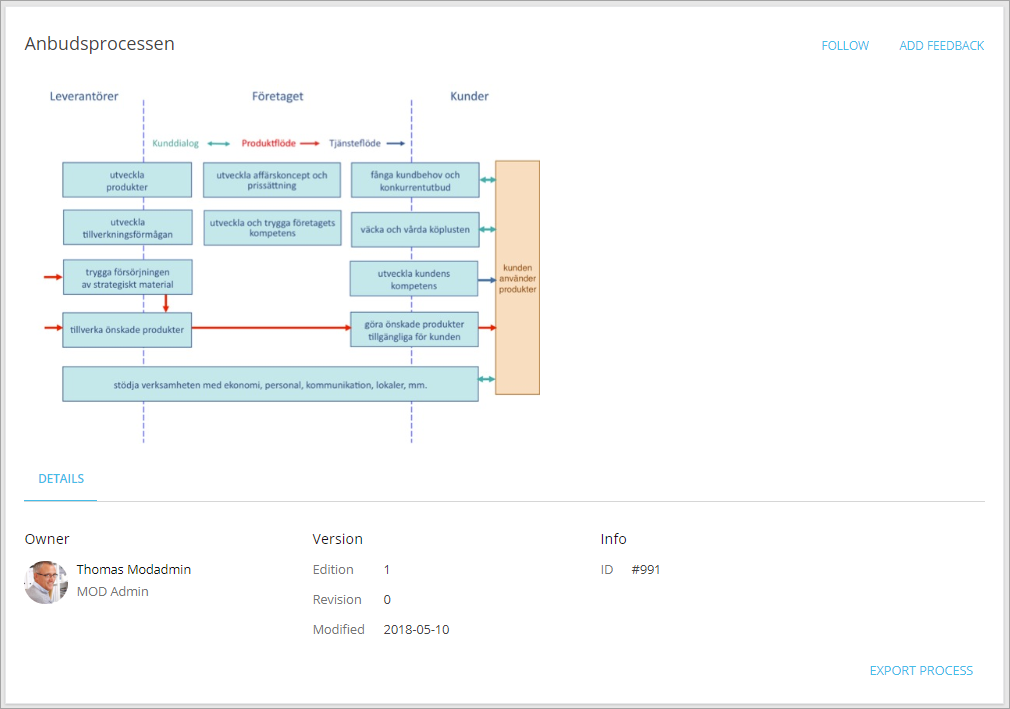 Anbudsprocessen
FOLLOW
ADD FEEDBACK
Leverantörer
Företaget
Kunder
Kunddialog
Produktflöde
Tjänsteflöde
utveckla
produkter
utveckla affärskoncept och
prissättning
fånga kundbehov och
konkurrentutbud
utveckla
tillverkningsförmågan
utveckla och trygga företagets
kompetens
väcka och vårda köplusten
trygga försörjningen
av strategiskt material
utveckla kundens
kompetens
kunden
använder
produkter
tillverka önskade produkter
göra önskade produkter
tillgängliga för kunden
stödja verksamheten med ekonomi, personal, kommunikation, lokaler, mm.
DETAILS
Owner
Thomas Modadmin
MOD Admin
Version
Edition 1
Revision 0
Modified 2018-05-10
Info
ID #991
EXPORT PROCESS